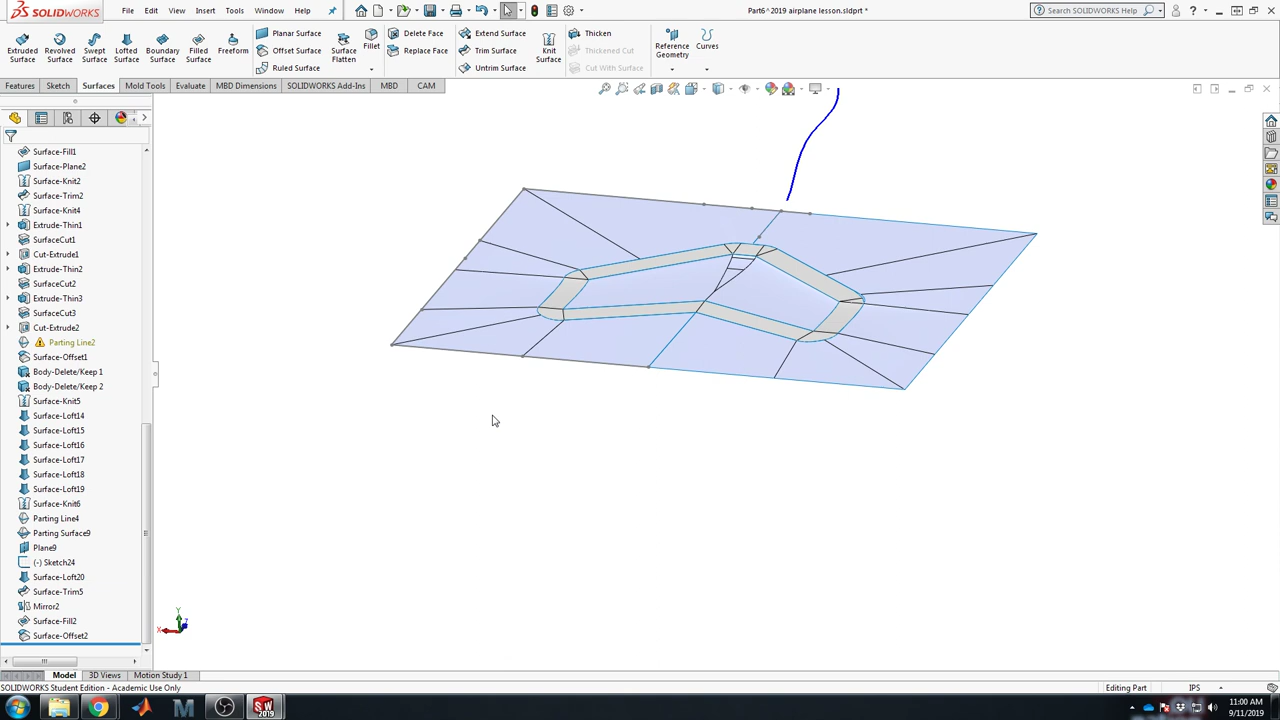 SOLIDWORKS File Edit View Insert Tools Window Help Part6^2019 airplane lesson.sldprt * Search SOLIDWORKS Help
Extruded Surface Revolved Surface Swept Surface Lofted Surface Boundary Surface Filled Surface Freeform Planar Surface Offset Surface Ruled Surface Surface Flatten Fillet Delete Face Replace Face Extend Surface Trim Surface Untrim Surface Knit Surface Thicken Thickened Cut Cut With Surface Reference Geometry Curves
Features Sketch Surfaces Mold Tools Evaluate MBD Dimensions SOLIDWORKS Add-Ins MBD CAM
Surface-Fill1
Surface-Plane2
Surface-Knit2
Surface-Trim2
Surface-Knit4
Extrude-Thin1
SurfaceCut1
Cut-Extrude1
Extrude-Thin2
SurfaceCut2
Extrude-Thin3
SurfaceCut3
Cut-Extrude2
Parting Line2
Surface-Offset1
Body-Delete/Keep 1
Body-Delete/Keep 2
Surface-Knit5
Surface-Loft14
Surface-Loft15
Surface-Loft16
Surface-Loft17
Surface-Loft18
Surface-Loft19
Surface-Knit6
Parting Line4
Parting Surface9
Plane9
(-) Sketch24
Surface-Loft20
Surface-Trim5
Mirror2
Surface-Fill2
Surface-Offset2
Y
X
Z
Model 3D Views Motion Study 1
SOLIDWORKS Student Edition - Academic Use Only Editing Part IPS
SW 2019
11:00 AM
9/11/2019